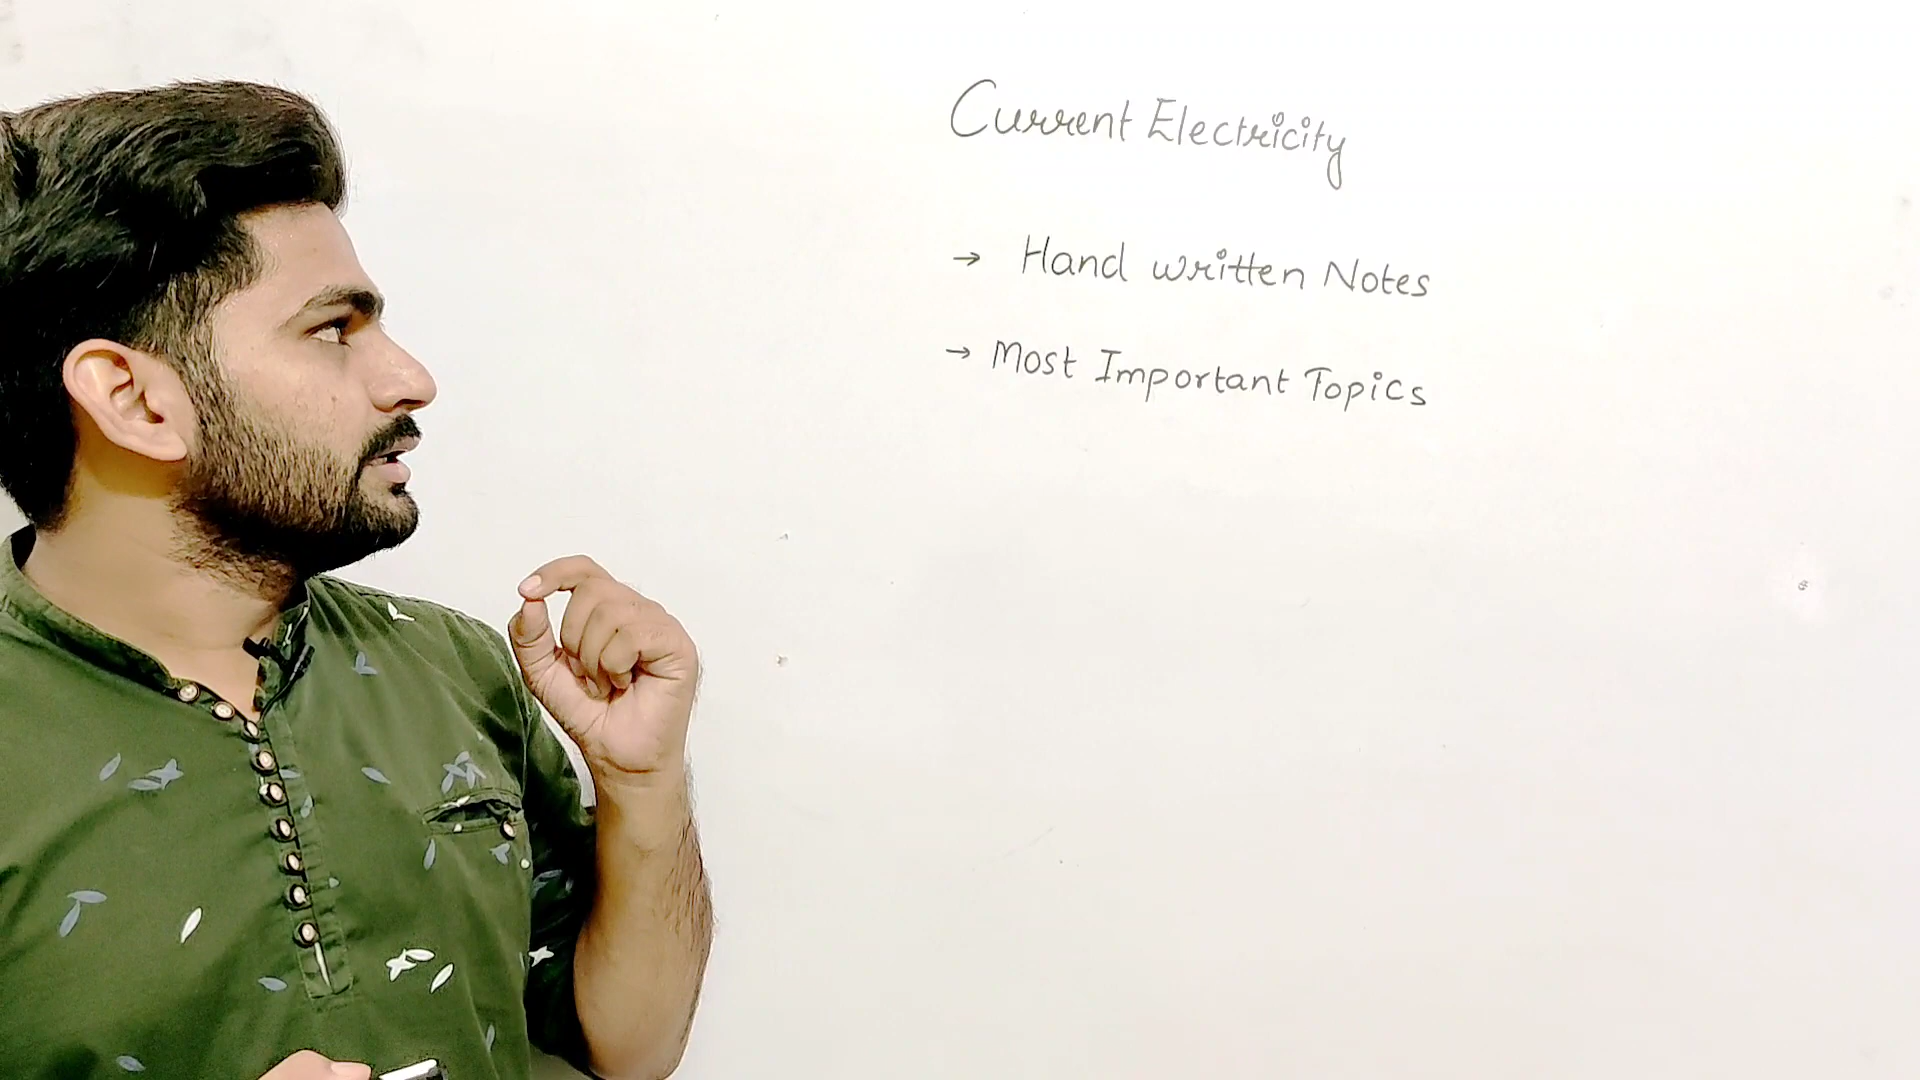 Current Electricity
→ Hand written Notes
→ Most Important Topics